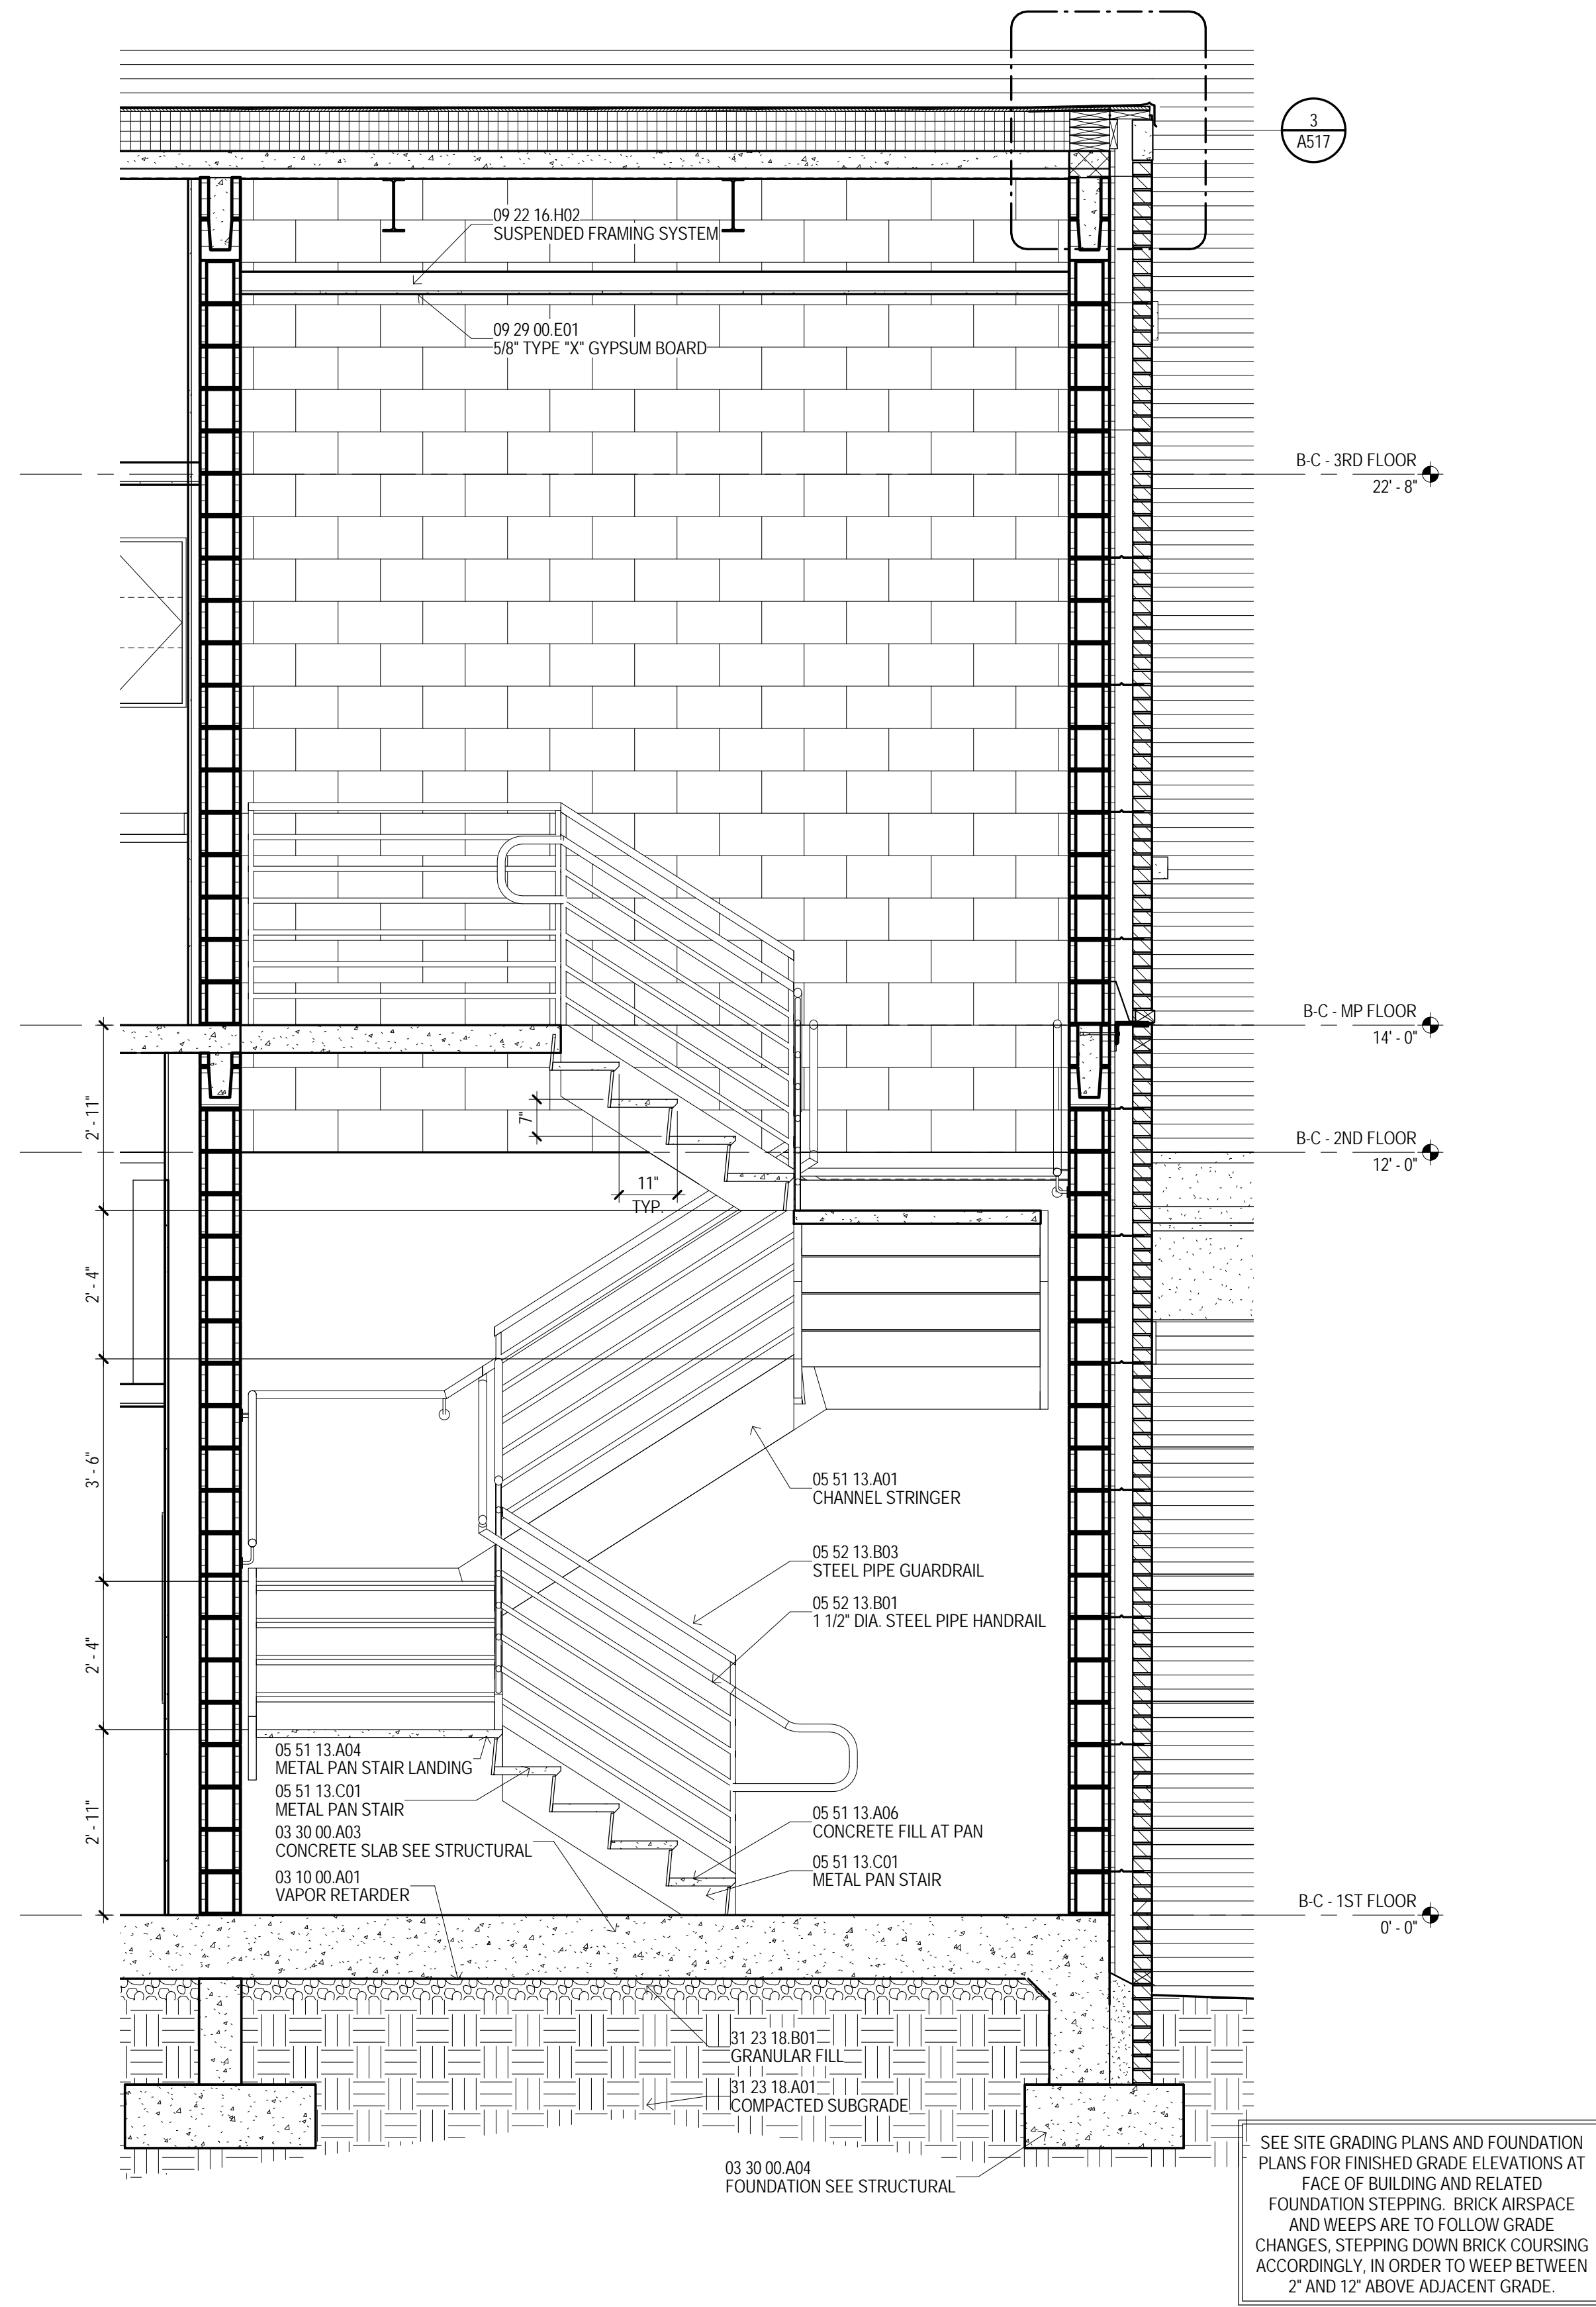 3
A517
09 22 16.H02
SUSPENDED FRAMING SYSTEM
09 29 00.E01
5/8" TYPE "X" GYPSUM BOARD
B-C - 3RD FLOOR
22' - 8"
B-C - MP FLOOR
14' - 0"
2' - 11"
7"
B-C - 2ND FLOOR
12' - 0"
11"
TYP.
2' - 4"
3' - 6"
05 51 13.A01
CHANNEL STRINGER
05 52 13.B03
STEEL PIPE GUARDRAIL
05 52 13.B01
1 1/2" DIA. STEEL PIPE HANDRAIL
2' - 4"
05 51 13.A04
METAL PAN STAIR LANDING
05 51 13.C01
METAL PAN STAIR
03 30 00.A03
CONCRETE SLAB SEE STRUCTURAL
03 10 00.A01
VAPOR RETARDER
2' - 11"
05 51 13.A06
CONCRETE FILL AT PAN
05 51 13.C01
METAL PAN STAIR
B-C - 1ST FLOOR
0' - 0"
31 23 18.B01
GRANULAR FILL
31 23 18.A01
COMPACTED SUBGRADE
03 30 00.A04
FOUNDATION SEE STRUCTURAL
SEE SITE GRADING PLANS AND FOUNDATION
PLANS FOR FINISHED GRADE ELEVATIONS AT
FACE OF BUILDING AND RELATED
FOUNDATION STEPPING. BRICK AIRSPACE
AND WEEPS ARE TO FOLLOW GRADE
CHANGES, STEPPING DOWN BRICK COURSING
ACCORDINGLY, IN ORDER TO WEEP BETWEEN
2" AND 12" ABOVE ADJACENT GRADE.